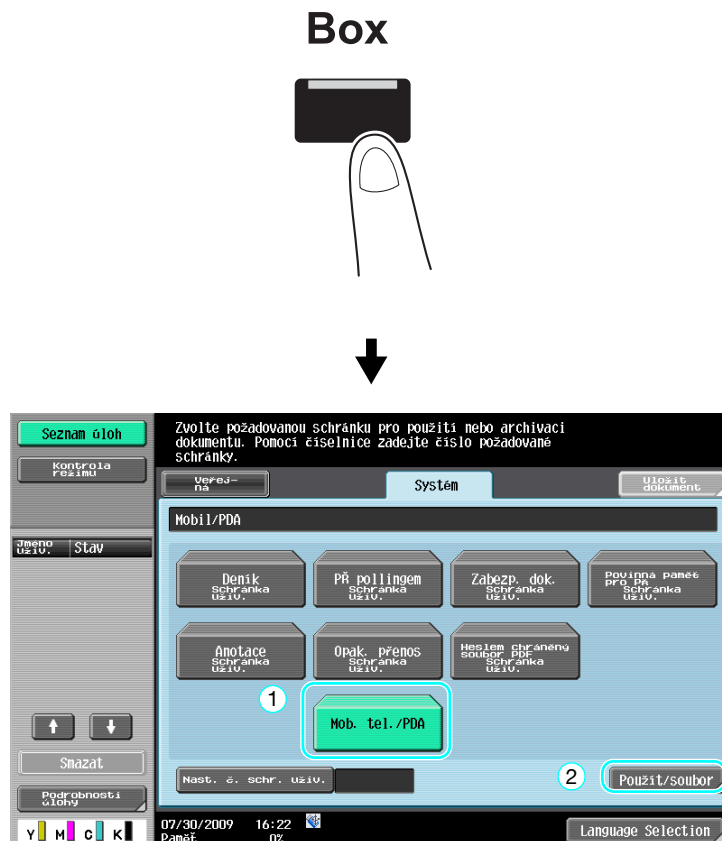 Box
Seznam úloh
Kontrola
režimu
Zvolte požadovanou schránku pro použití nebo archivaci
dokumentu. Pomocí číselnice zadejte číslo požadované
schránky.
Veřej-
ná
Systém
Uložit
dokument
Mobil/PDA
Jméno
uživ.
Stav
Deník
Schránka
uživ.
PŘ pollingem
Schránka
uživ.
Zabezp. dok.
Schránka
uživ.
Povinná paměť
pro PŘ
Schránka
uživ.
Anotace
Schránka
uživ.
Opak. přenos
Schránka
uživ.
Heslem chráněný
soubor PDF
Schránka
uživ.
1
Mob. tel./PDA
Smazat
Nast. č. schr. uživ.
2
Použít/soubor
Podrobnosti
úlohy
Y M C K
07/30/2009 16:22
Paměť 0%
Language Selection